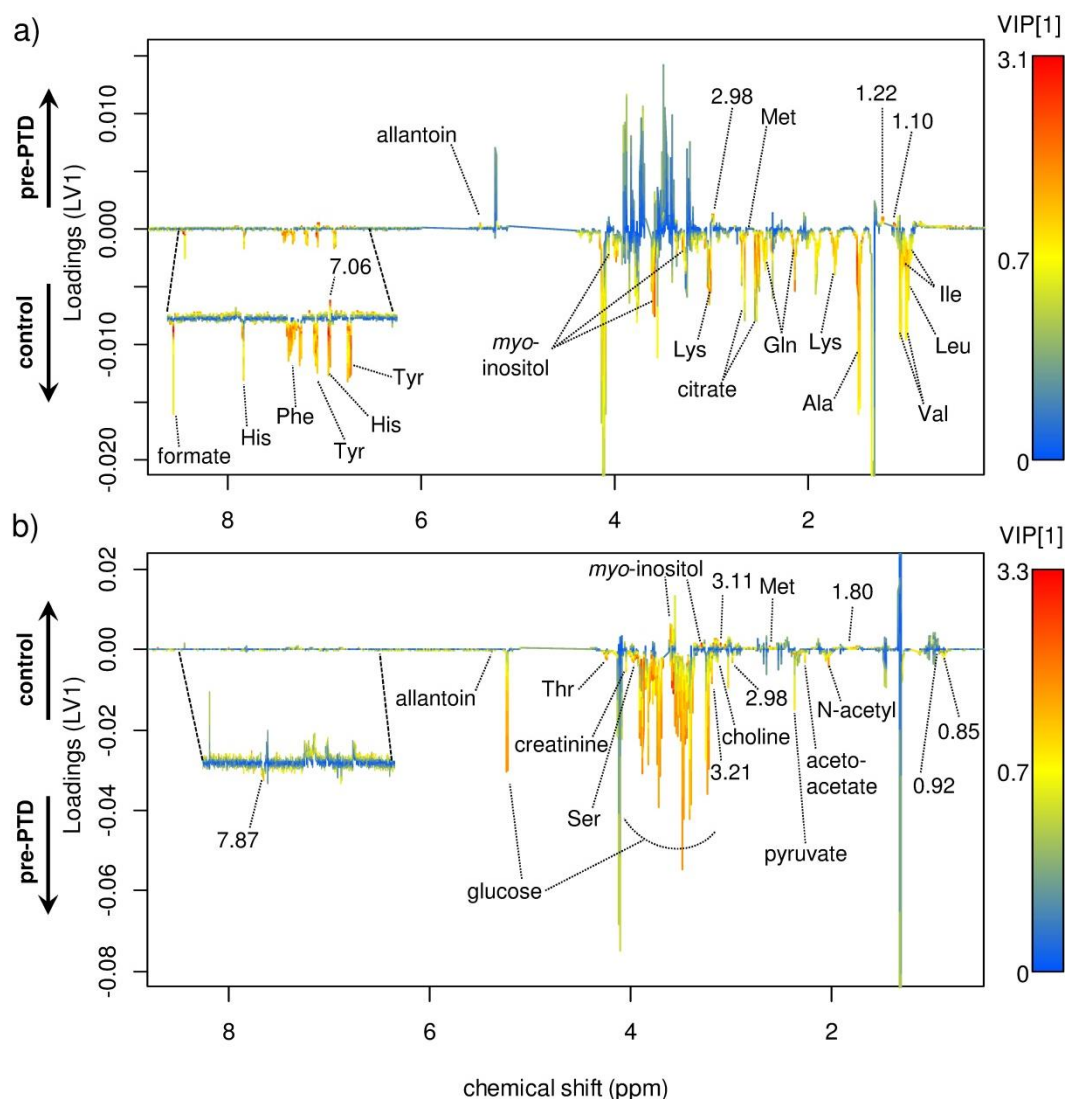 a)
VIP[1]
3.1
0.7
0
pre-PTD
control
Loadings (LV1)
0.010
0.000
-0.010
-0.020
allantoin
2.98
Met
1.22
1.10
7.06
formate
His
Phe
Tyr
His
Tyr
myo-
inositol
Lys
citrate
Gln
Lys
Ala
Val
Leu
Ile
8
6
4
2
b)
VIP[1]
3.3
0.7
0
control
pre-PTD
Loadings (LV1)
0.02
0.00
-0.02
-0.04
-0.06
-0.08
myo-inositol
3.11
Met
1.80
allantoin
Thr
creatinine
Ser
2.98
choline
3.21
N-acetyl
aceto-
acetate
0.85
0.92
7.87
glucose
pyruvate
8
6
4
2
chemical shift (ppm)